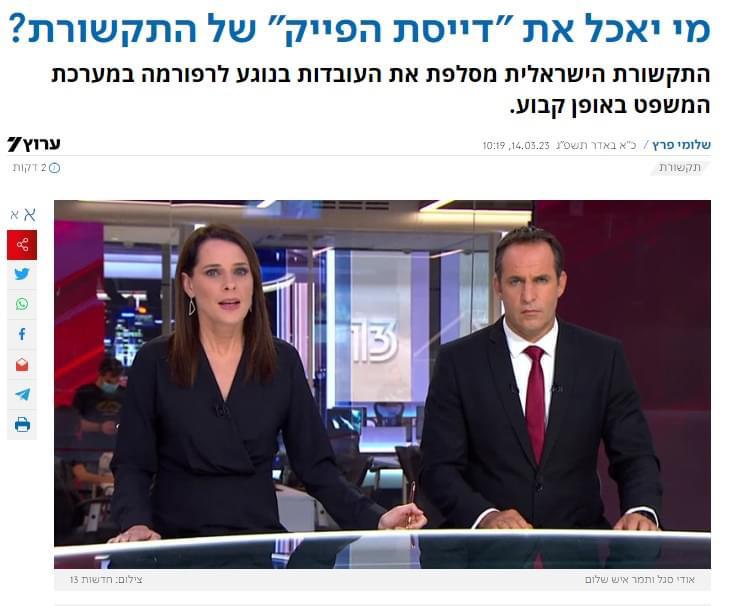 מי יאכל את "דייסת הפייק" של התקשורת?
התקשורת הישראלית מסלפת את העובדות בנוגע לרפורמה במערכת
המשפט באופן קבוע.
ערוץ 7
שלומי פרץ / כ"א באדר תשפ"ג 14.03.23, 10:19
2 דקות
תקשורת
א א
13
אודי סגל ותמר איש שלום
צילום: חדשות 13